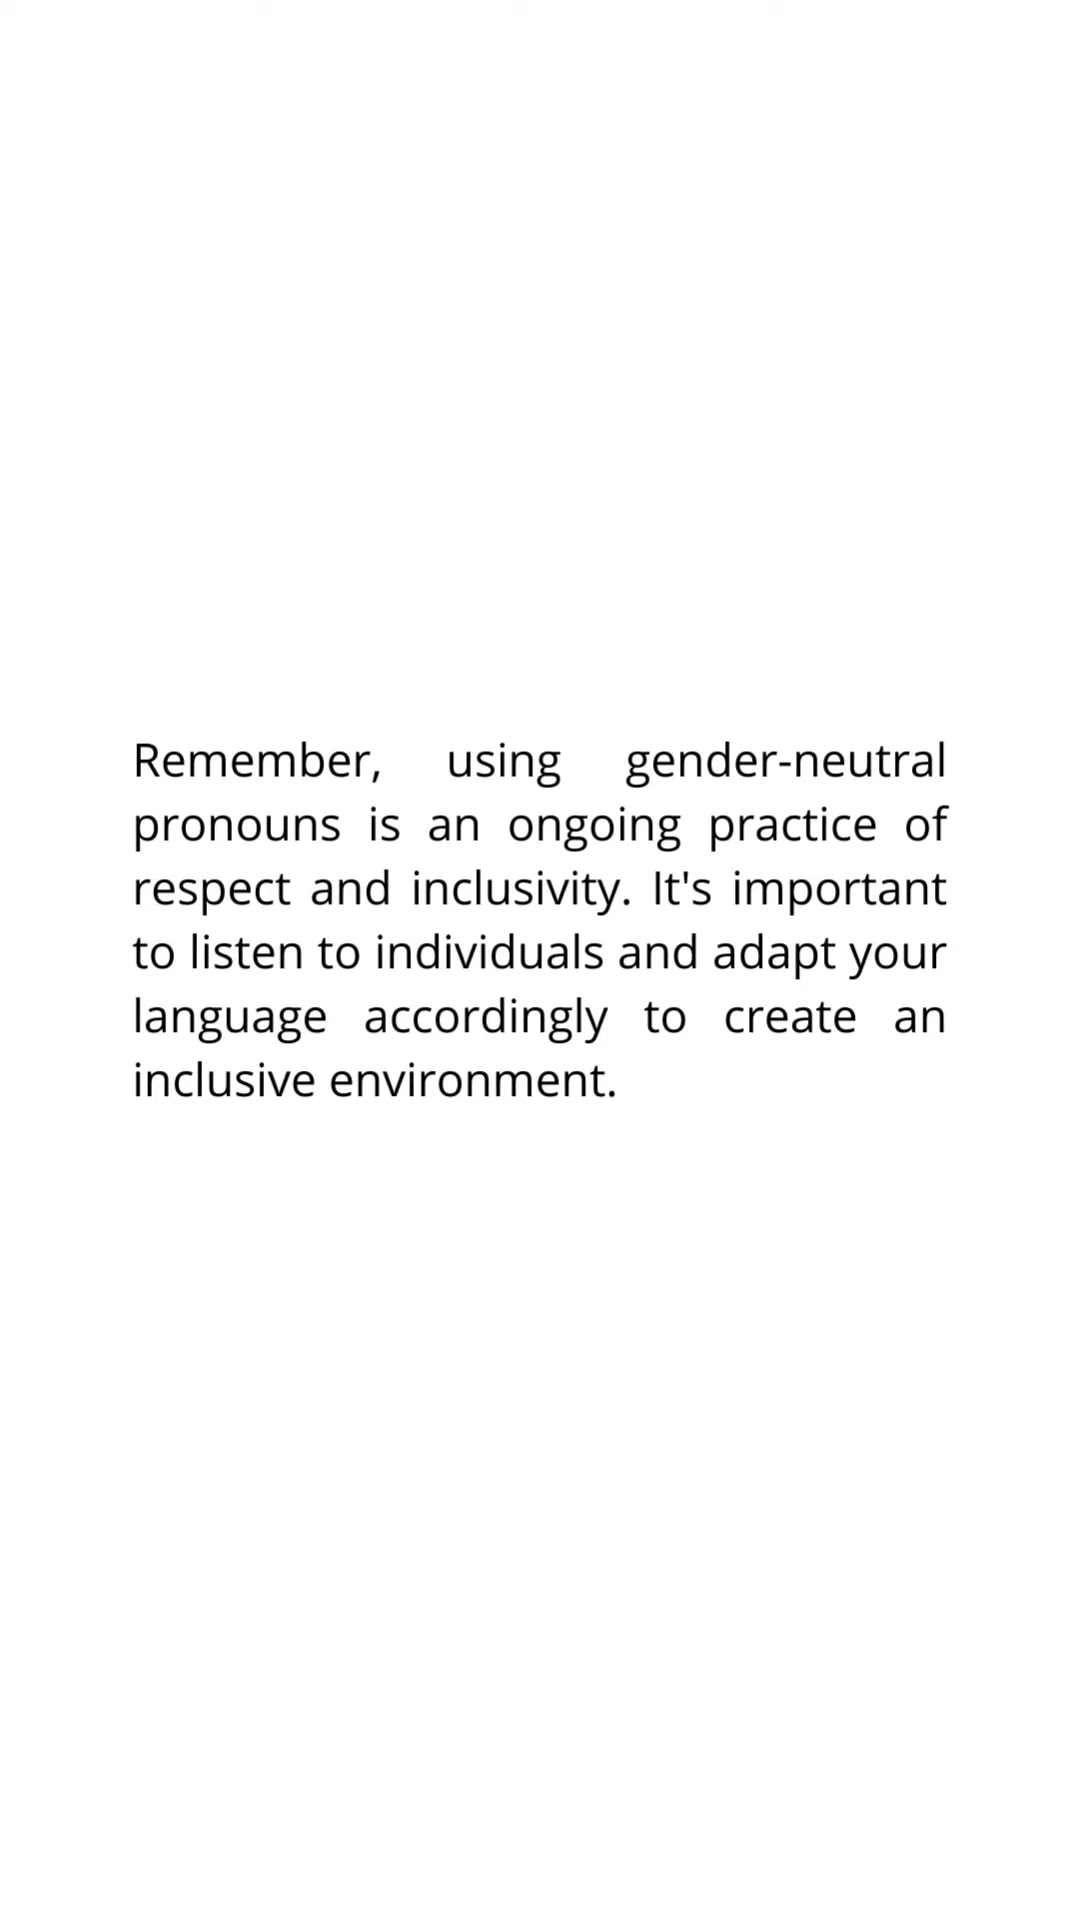 Remember, using gender-neutral
pronouns is an ongoing practice of
respect and inclusivity. It's important
to listen to individuals and adapt your
language accordingly to create an
inclusive environment.